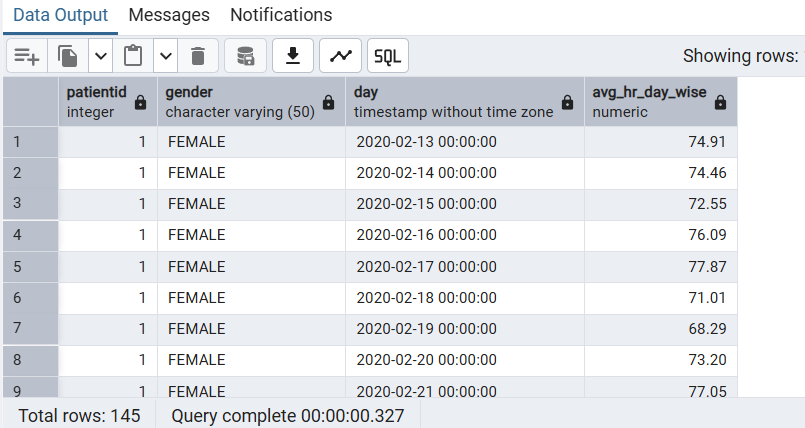 Data Output Messages Notifications
SQL Showing rows:
patientid gender day avg_hr_day_wise
integer character varying (50) timestamp without time zone numeric
1 1 FEMALE 2020-02-13 00:00:00 74.91
2 1 FEMALE 2020-02-14 00:00:00 74.46
3 1 FEMALE 2020-02-15 00:00:00 72.55
4 1 FEMALE 2020-02-16 00:00:00 76.09
5 1 FEMALE 2020-02-17 00:00:00 77.87
6 1 FEMALE 2020-02-18 00:00:00 71.01
7 1 FEMALE 2020-02-19 00:00:00 68.29
8 1 FEMALE 2020-02-20 00:00:00 73.20
9 1 FEMALE 2020-02-21 00:00:00 77.05
Total rows: 145 Query complete 00:00:00.327